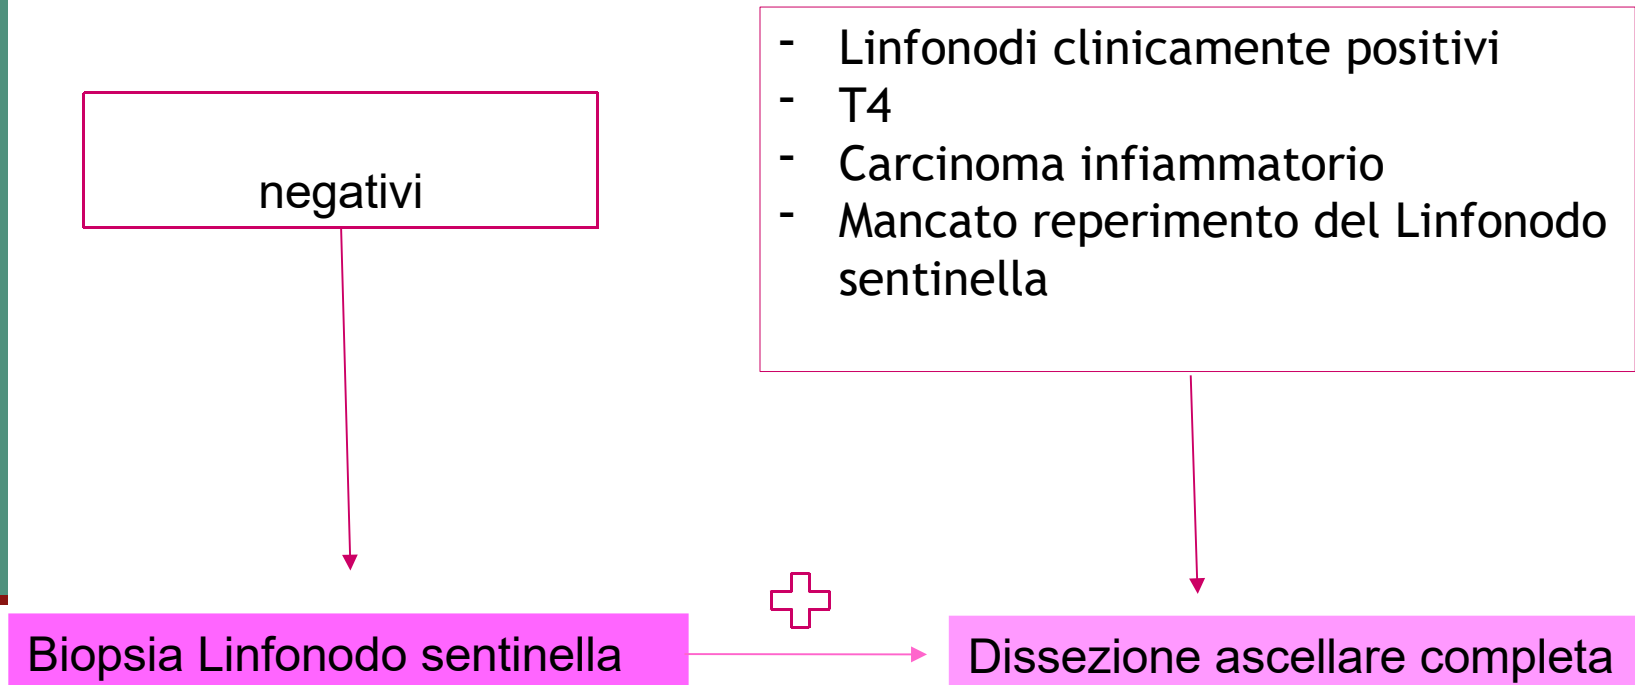 negativi
- Linfonodi clinicamente positivi
- T4
- Carcinoma infiammatorio
- Mancato reperimento del Linfonodo
sentinella
Biopsia Linfonodo sentinella
Dissezione ascellare completa